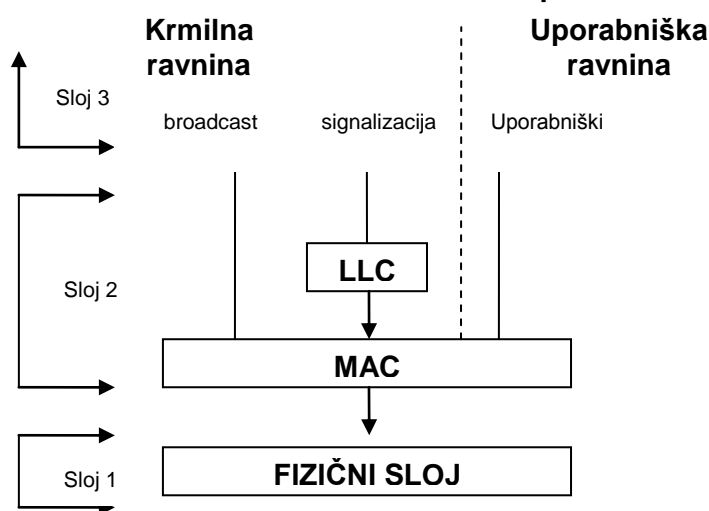 Krmilna
ravnina
Uporabniška
ravnina
Sloj 3
broadcast
signalizacija
Uporabniški
LLC
Sloj 2
MAC
FIZIČNI SLOJ
Sloj 1